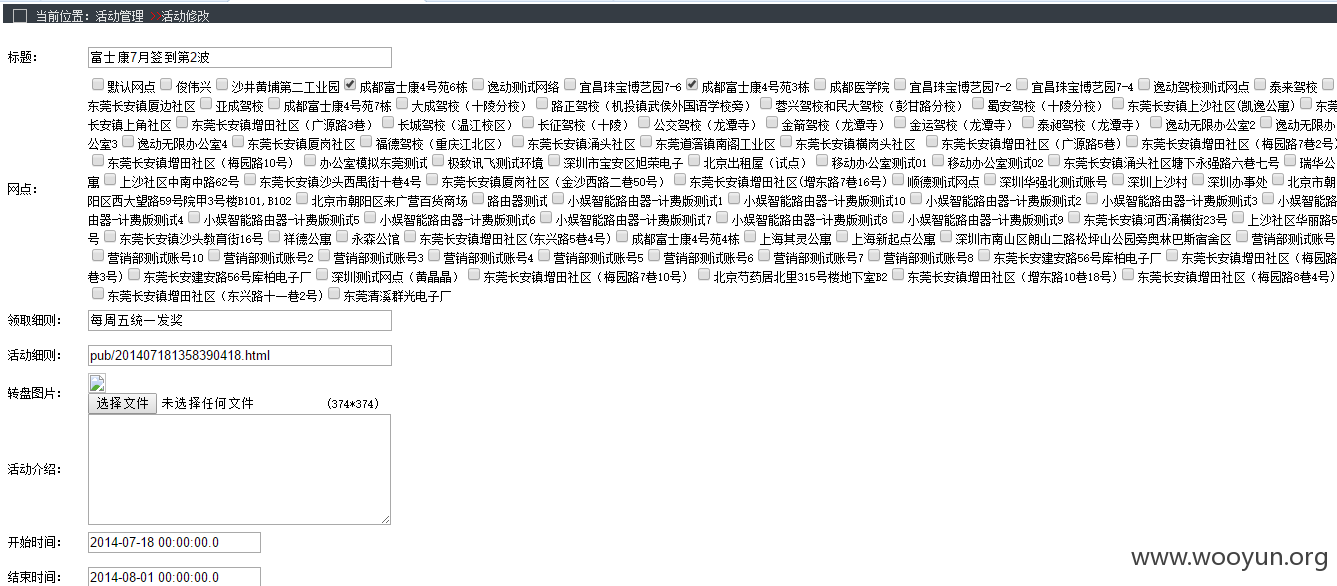 当前位置：活动管理 ->活动修改
标题： 富士康7月签到第2波
默认网点 俊伟兴 沙井黄埔第二工业园 成都富士康4号苑6栋 逸动测试网络 宜昌珠宝博艺园7-6 成都富士康4号苑3栋 成都医学院 宜昌珠宝博艺园7-2 宜昌珠宝博艺园7-4 逸动驾校测试网点 泰来驾校
东莞长安镇厦边社区 亚成驾校 成都富士康4号苑7栋 大成驾校（十陵分校） 路正驾校（机投镇武侯外国语学校旁） 蓉兴驾校和民大驾校（彭甘路分校） 蜀安驾校（十陵分校） 东莞长安镇上沙社区(凯逸公寓) 东莞
长安镇上角社区 东莞长安镇增田社区（广源路3巷） 长城驾校（温江校区） 长征驾校（十陵） 公交驾校（龙潭寺） 金箭驾校（龙潭寺） 金运驾校（龙潭寺） 泰昶驾校（龙潭寺） 逸动无限办公室2 逸动无限办
公室3 逸动无限办公室4 东莞长安镇厦岗社区 福德驾校（重庆江北区） 东莞长安镇涌头社区 东莞道滘镇南阁工业区 东莞长安镇横岗头社区 东莞长安镇增田社区（广源路5巷） 东莞长安镇增田社区（梅园路7巷2号）
东莞长安镇增田社区（梅园路10号） 办公室模拟东莞测试 极致讯飞测试环境 深圳市宝安区旭荣电子 北京出租屋（试点） 移动办公室测试01 移动办公室测试02 东莞长安镇涌头社区塘下永强路六巷七号 瑞华公
网点： 寓 上沙社区中南中路62号 东莞长安镇沙头西禺街十巷4号 东莞长安镇厦岗社区（金沙西路二巷50号） 东莞长安镇增田社区(增东路7巷16号) 顺德测试网点 深圳华强北测试账号 深圳上沙村 深圳办事处 北京市朝
阳区西大望路59号院甲3号楼B101,B102 北京市朝阳区来广营百货商场 路由器测试 小娱智能路由器-计费版测试1 小娱智能路由器-计费版测试10 小娱智能路由器-计费版测试2 小娱智能路由器-计费版测试3 小娱智能路
由器-计费版测试4 小娱智能路由器-计费版测试5 小娱智能路由器-计费版测试6 小娱智能路由器-计费版测试7 小娱智能路由器-计费版测试8 小娱智能路由器-计费版测试9 东莞长安镇河西涌横街23号 上沙社区华丽路5
号 东莞长安镇沙头教育街16号 祥德公寓 永森公馆 东莞长安镇增田社区(东兴路5巷4号) 成都富士康4号苑4栋 上海其灵公寓 上海新起点公寓 深圳市南山区朗山二路松坪山公园旁奥林巴斯宿舍区 营销部测试账号
营销部测试账号10 营销部测试账号2 营销部测试账号3 营销部测试账号4 营销部测试账号5 营销部测试账号6 营销部测试账号7 营销部测试账号8 东莞长安建安路56号库柏电子厂 东莞长安镇增田社区（梅园路
巷3号） 东莞长安建安路56号库柏电子厂 深圳测试网点（黄晶晶） 东莞长安镇增田社区（梅园路7巷10号） 北京芍药居北里315号楼地下室B2 东莞长安镇增田社区（增东路10巷18号） 东莞长安镇增田社区（梅园路8巷4号）
东莞长安镇增田社区（东兴路十一巷2号） 东莞清溪群光电子厂
领取细则： 每周五统一发奖
活动细则： pub/201407181358390418.html
转盘图片：
选择文件 未选择任何文件 (374*374)
活动介绍：
开始时间： 2014-07-18 00:00:00.0
www.wooyun.org
结束时间： 2014-08-01 00:00:00.0